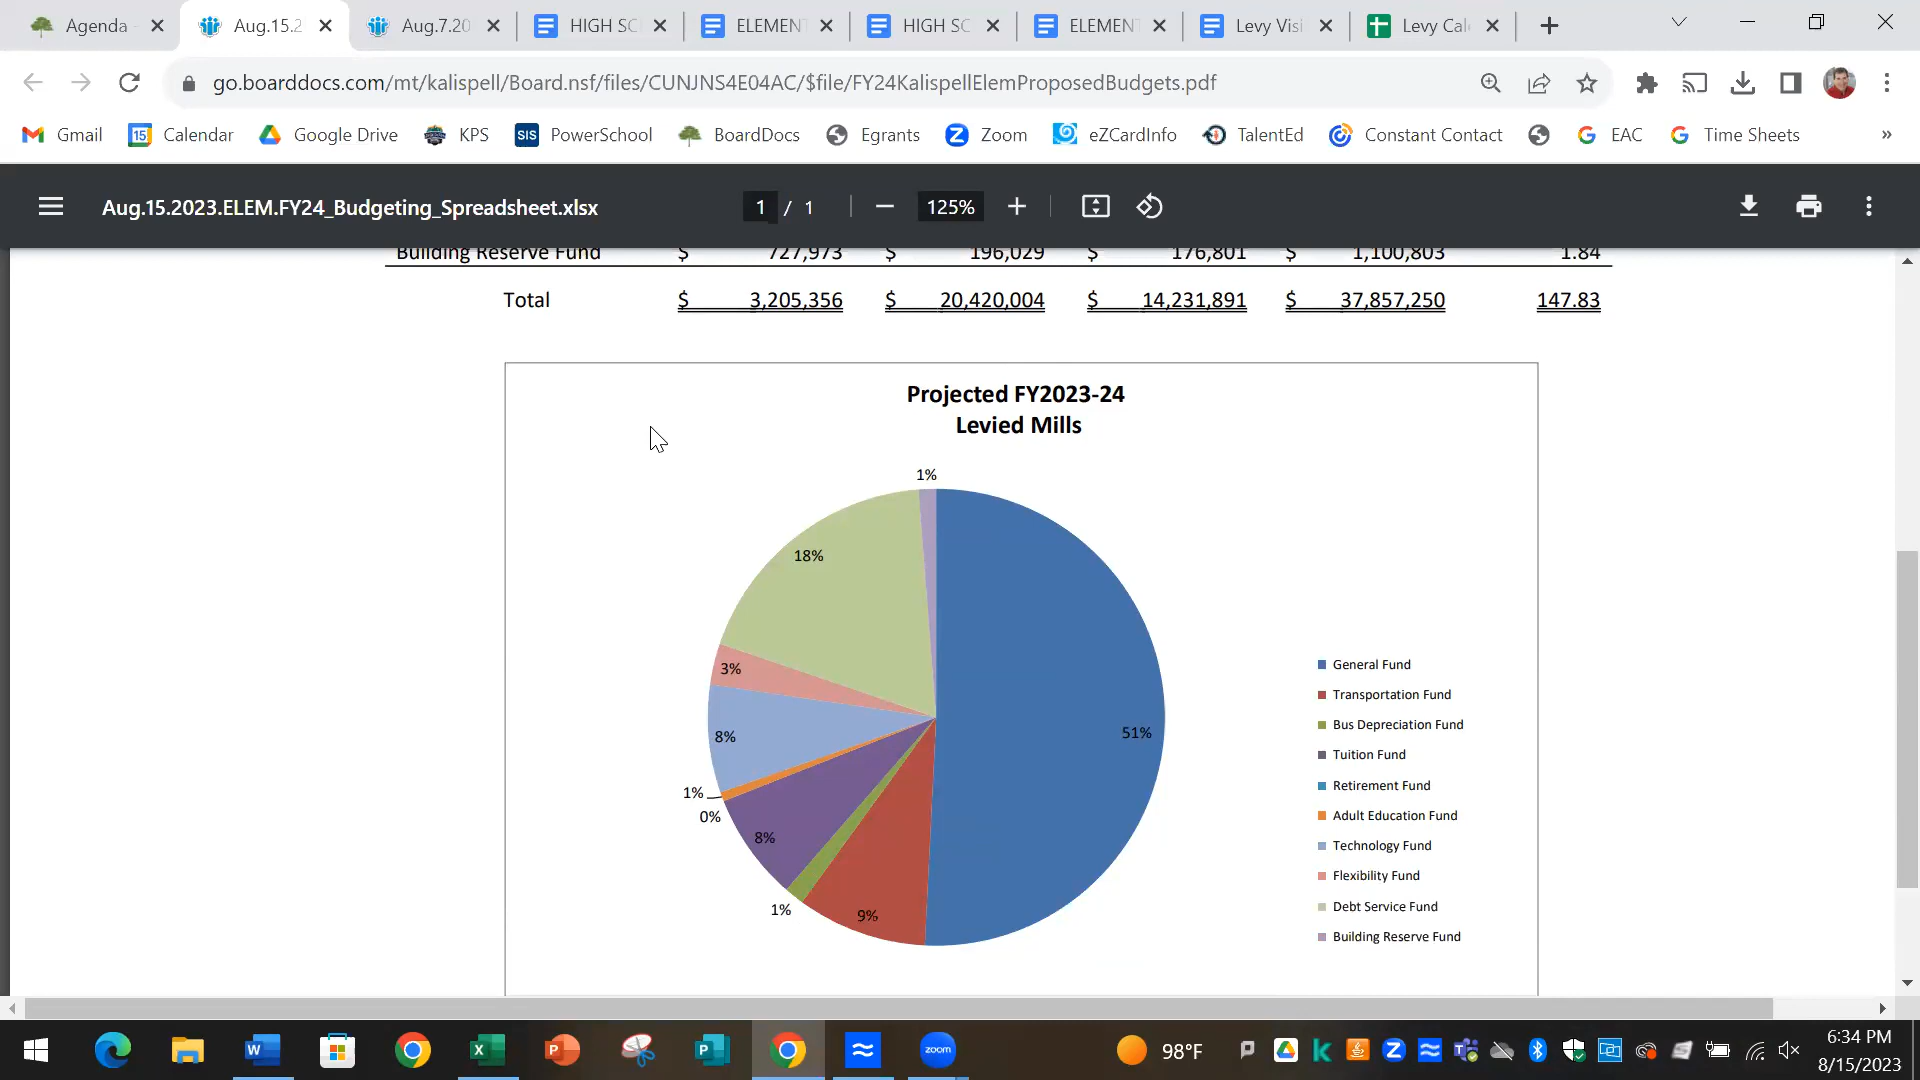 Agenda
Aug.15.2
Aug.7.20
HIGH SC
ELEMENT
HIGH SC
ELEMENT
Levy Visi
Levy Cal
go.boarddocs.com/mt/kalispell/Board.nsf/files/CUNJNS4E04AC/$file/FY24KalispellElemProposedBudgets.pdf
Gmail
15 Calendar
Google Drive
KPS
SIS PowerSchool
BoardDocs
Egrants
Zoom
eZCardInfo
TalentEd
Constant Contact
EAC
Time Sheets
»
Aug.15.2023.ELEM.FY24_Budgeting_Spreadsheet.xlsx
1 / 1
125%
Building Reserve Fund $ 727,973 $ 196,029 $ 176,801 $ 1,100,803 1.84
Total $ 3,205,356 $ 20,420,004 $ 14,231,891 $ 37,857,250 147.83
Projected FY2023-24
Levied Mills
1%
18%
3%
8%
1%
0%
8%
1%
9%
51%
General Fund
Transportation Fund
Bus Depreciation Fund
Tuition Fund
Retirement Fund
Adult Education Fund
Technology Fund
Flexibility Fund
Debt Service Fund
Building Reserve Fund
zoom
98°F
6:34 PM
8/15/2023